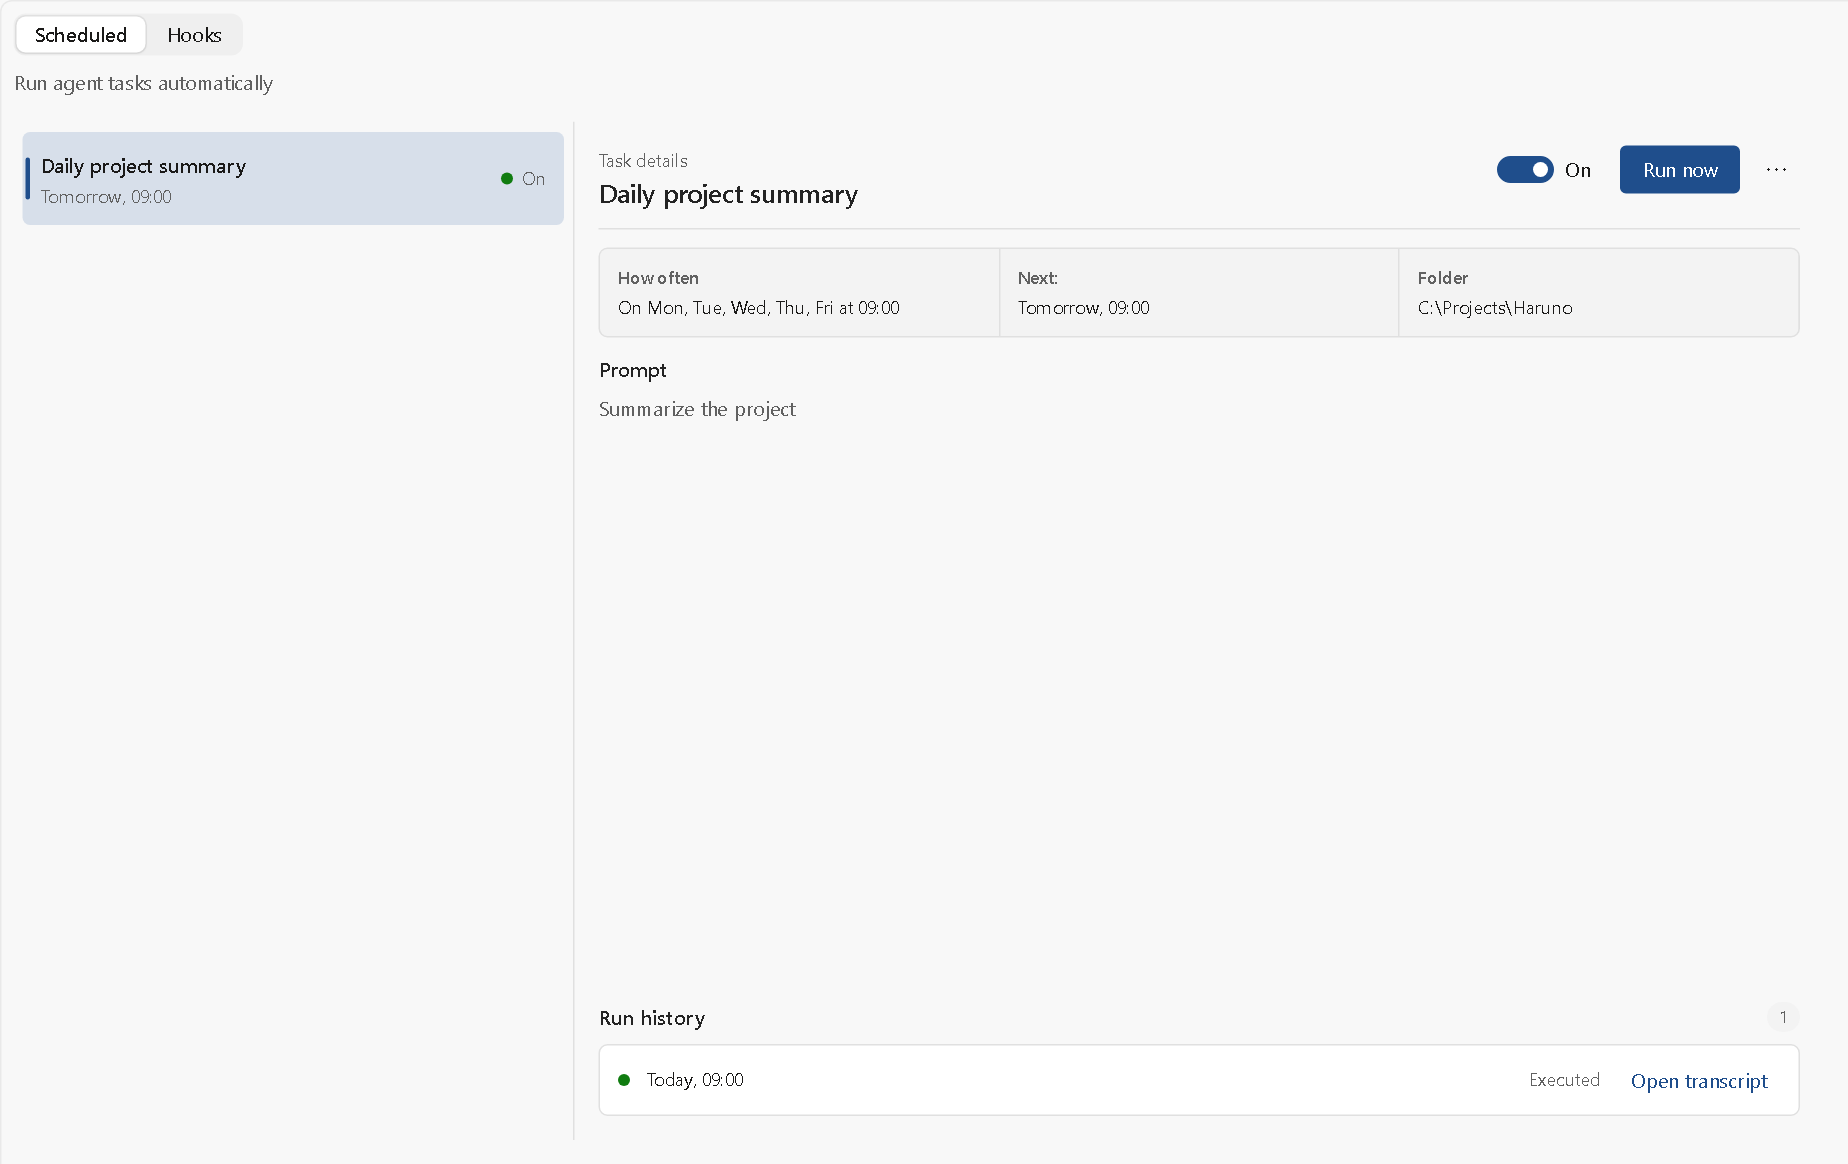 Scheduled
Hooks
Run agent tasks automatically
Daily project summary
Tomorrow, 09:00
On
Task details
Daily project summary
On
Run now
...
How often
On Mon, Tue, Wed, Thu, Fri at 09:00
Next:
Tomorrow, 09:00
Folder
C:\Projects\Haruno
Prompt
Summarize the project
Run history
1
Today, 09:00
Executed
Open transcript